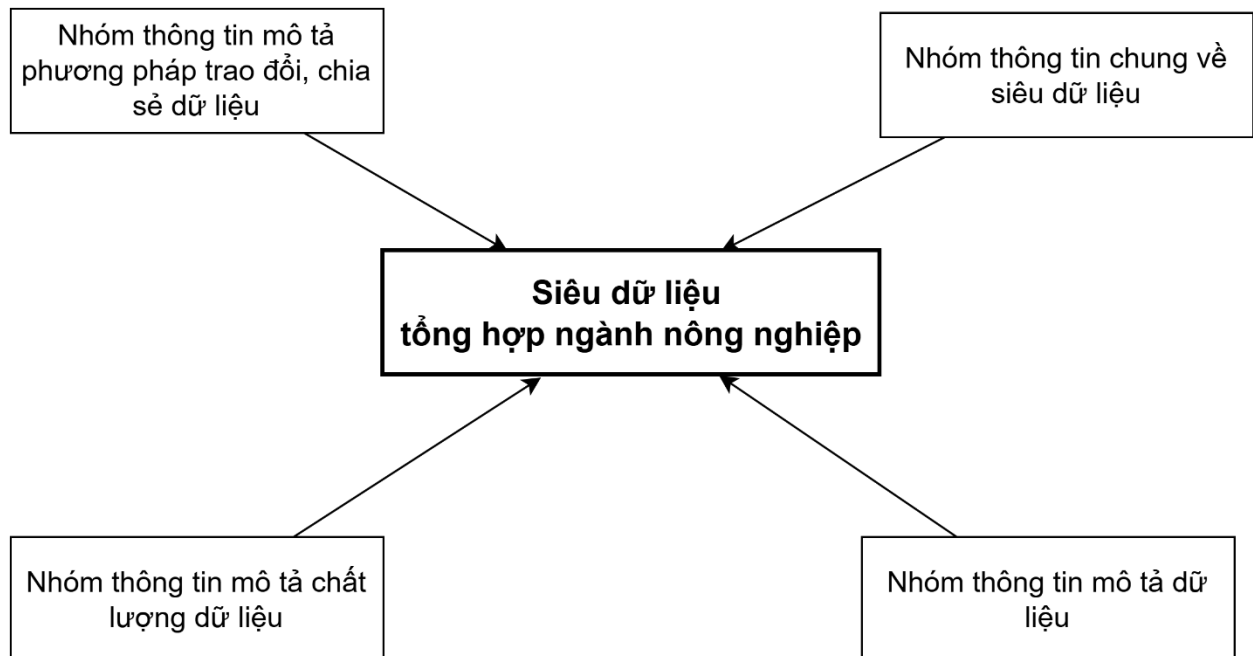 Nhóm thông tin mô tả
phương pháp trao đổi, chia
sẻ dữ liệu
Nhóm thông tin chung về
siêu dữ liệu
Siêu dữ liệu
tổng hợp ngành nông nghiệp
Nhóm thông tin mô tả chất
lượng dữ liệu
Nhóm thông tin mô tả dữ
liệu